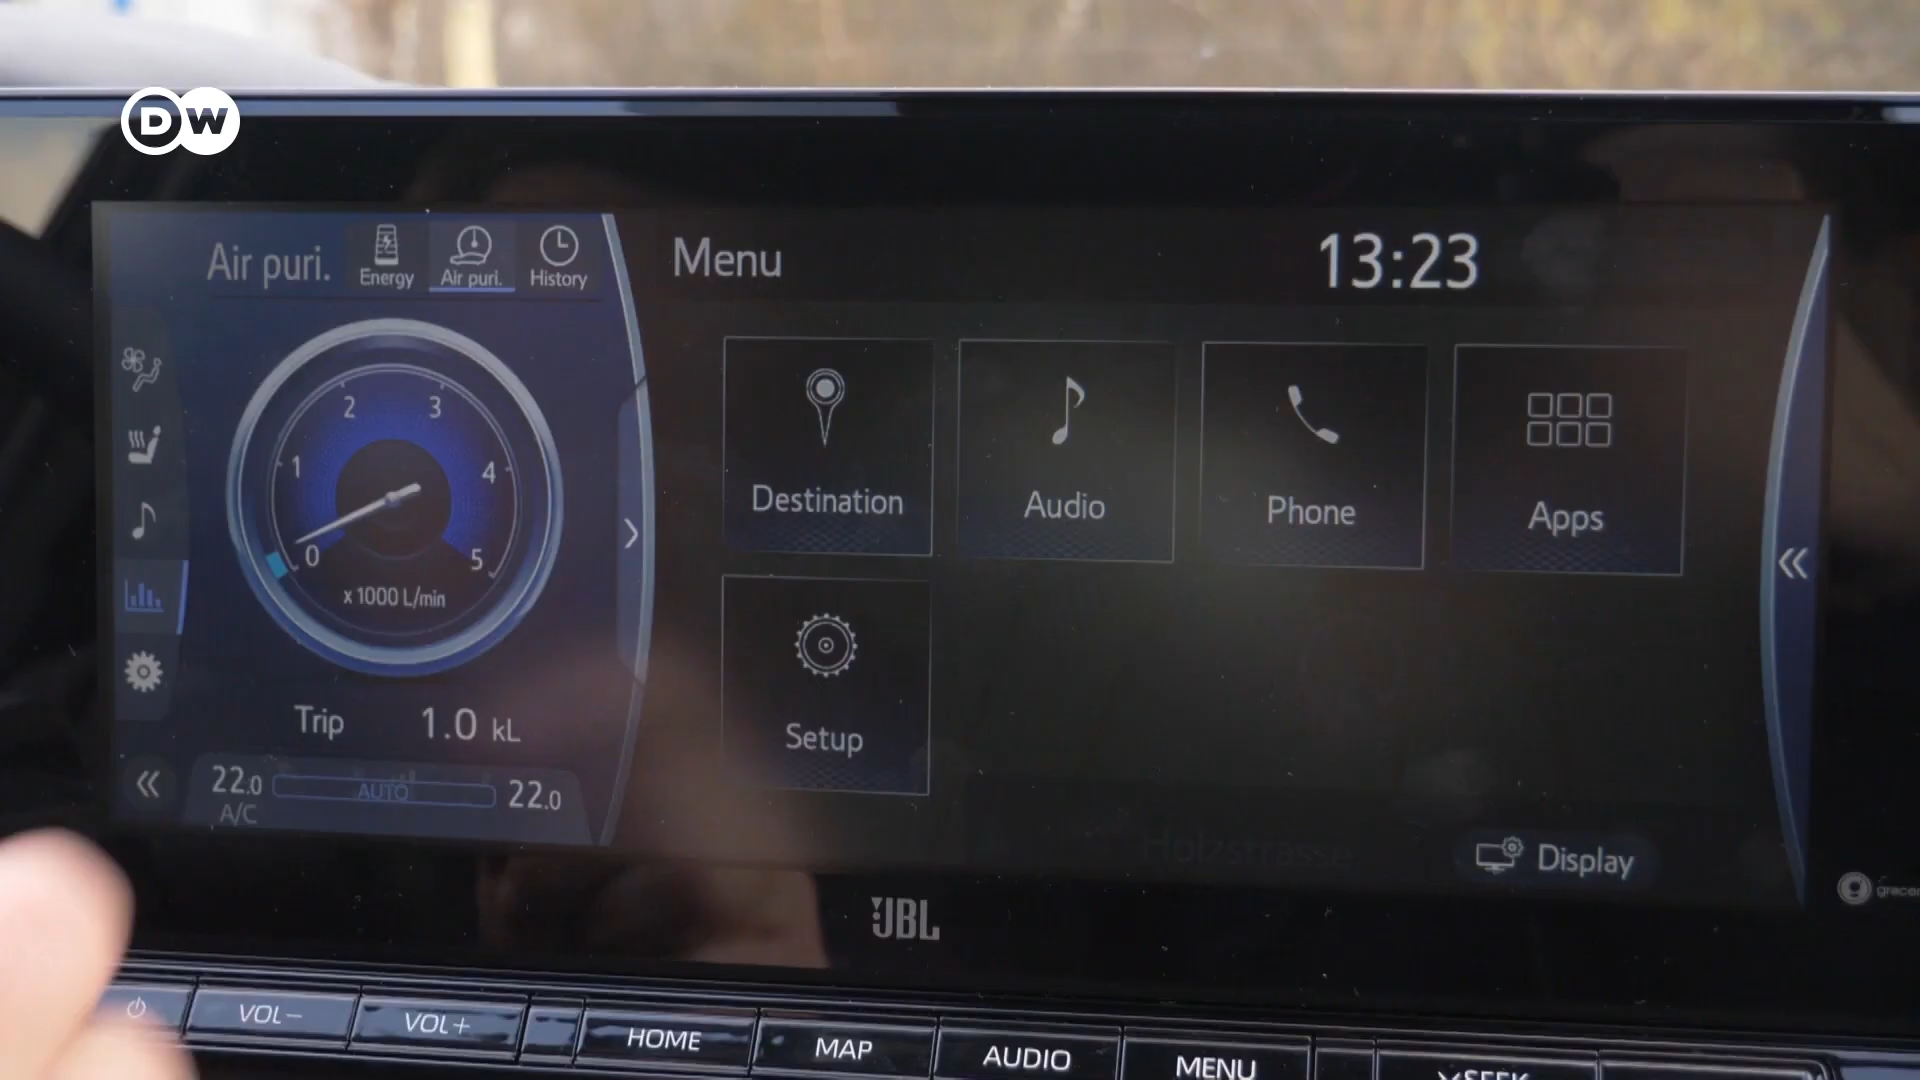 DW
Air puri.
Energy
Air puri.
History
Menu
13:23
2
3
1
4
0
5
x 1000 L/min
Trip 1.0 kL
22.0
AUTO
22.0
A/C
Destination
Audio
Phone
Apps
Setup
Holzstrasse
Display
JBL
VOL−
VOL+
HOME
MAP
AUDIO
MENU
SEEK